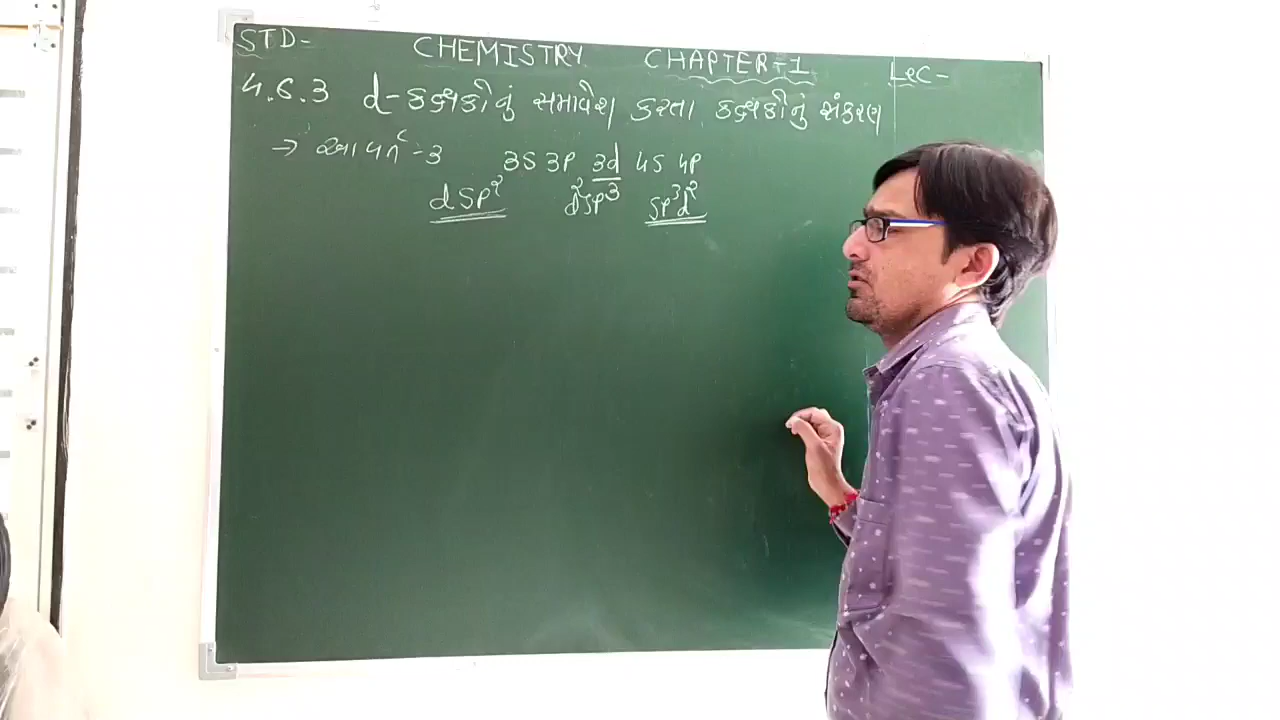 STD- CHEMISTRY CHAPTER-1 Lec-
4.6.3 d-કક્ષકોનું સમાવેશ કરતા કક્ષકોનું સંકરણ
→ આવર્ત-3 3S 3P 3d 4S 4P
dsp² d²sp³ sp³d²